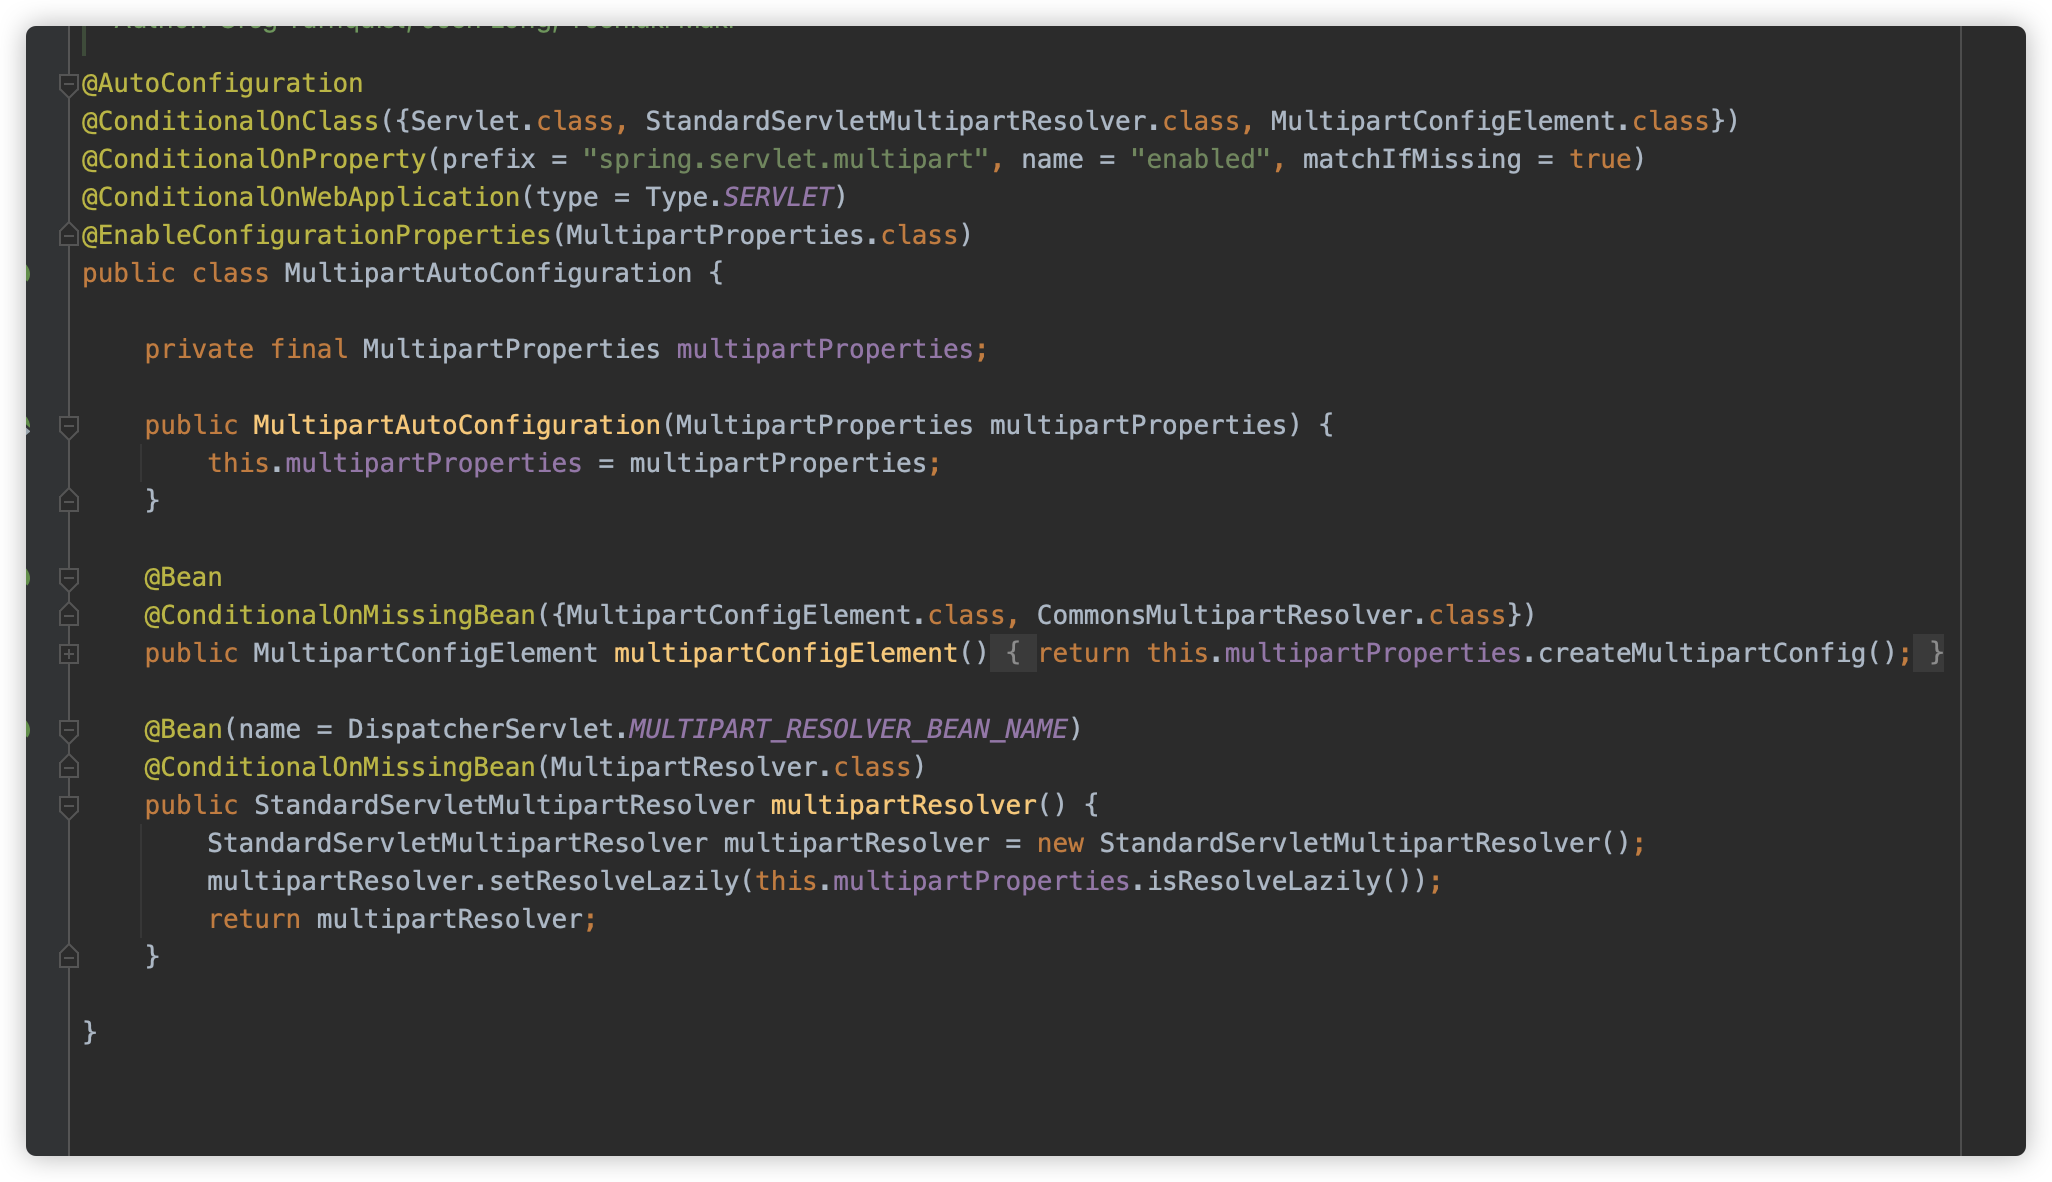 @AutoConfiguration
@ConditionalOnClass({Servlet.class, StandardServletMultipartResolver.class, MultipartConfigElement.class})
@ConditionalOnProperty(prefix = "spring.servlet.multipart", name = "enabled", matchIfMissing = true)
@ConditionalOnWebApplication(type = Type.SERVLET)
@EnableConfigurationProperties(MultipartProperties.class)
public class MultipartAutoConfiguration {
private final MultipartProperties multipartProperties;
public MultipartAutoConfiguration(MultipartProperties multipartProperties) {
this.multipartProperties = multipartProperties;
}
@Bean
@ConditionalOnMissingBean({MultipartConfigElement.class, CommonsMultipartResolver.class})
public MultipartConfigElement multipartConfigElement() { return this.multipartProperties.createMultipartConfig(); }
@Bean(name = DispatcherServlet.MULTIPART_RESOLVER_BEAN_NAME)
@ConditionalOnMissingBean(MultipartResolver.class)
public StandardServletMultipartResolver multipartResolver() {
StandardServletMultipartResolver multipartResolver = new StandardServletMultipartResolver();
multipartResolver.setResolveLazily(this.multipartProperties.isResolveLazily());
return multipartResolver;
}
}